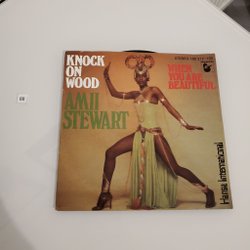 KNOCK
ON
WOOD
AMII
STEWART
WHEN
YOU ARE
BEAUTIFUL
Hansa International